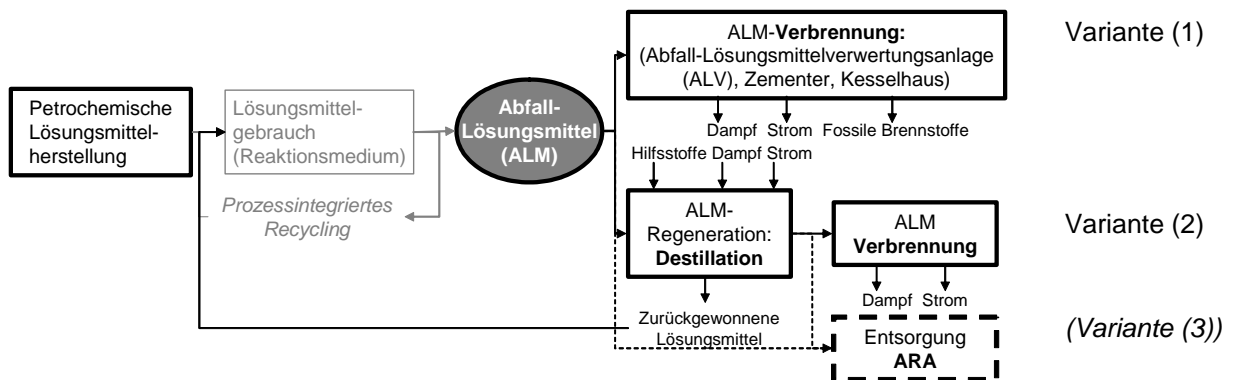 Petrochemische
Lösungsmittel-
herstellung
Lösungsmittel-
gebrauch
(Reaktionsmedium)
Prozessintegriertes
Recycling
Abfall-
Lösungsmittel
(ALM)
ALM-Verbrennung:
(Abfall-Lösungsmittelverwertungsanlage
(ALV), Zementer, Kesselhaus)
Variante (1)
Dampf Strom Fossile Brennstoffe
Hilfsstoffe Dampf Strom
ALM-
Regeneration:
Destillation
ALM
Verbrennung
Variante (2)
Dampf Strom
Zurückgewonnene
Lösungsmittel
Entsorgung
ARA
(Variante (3))